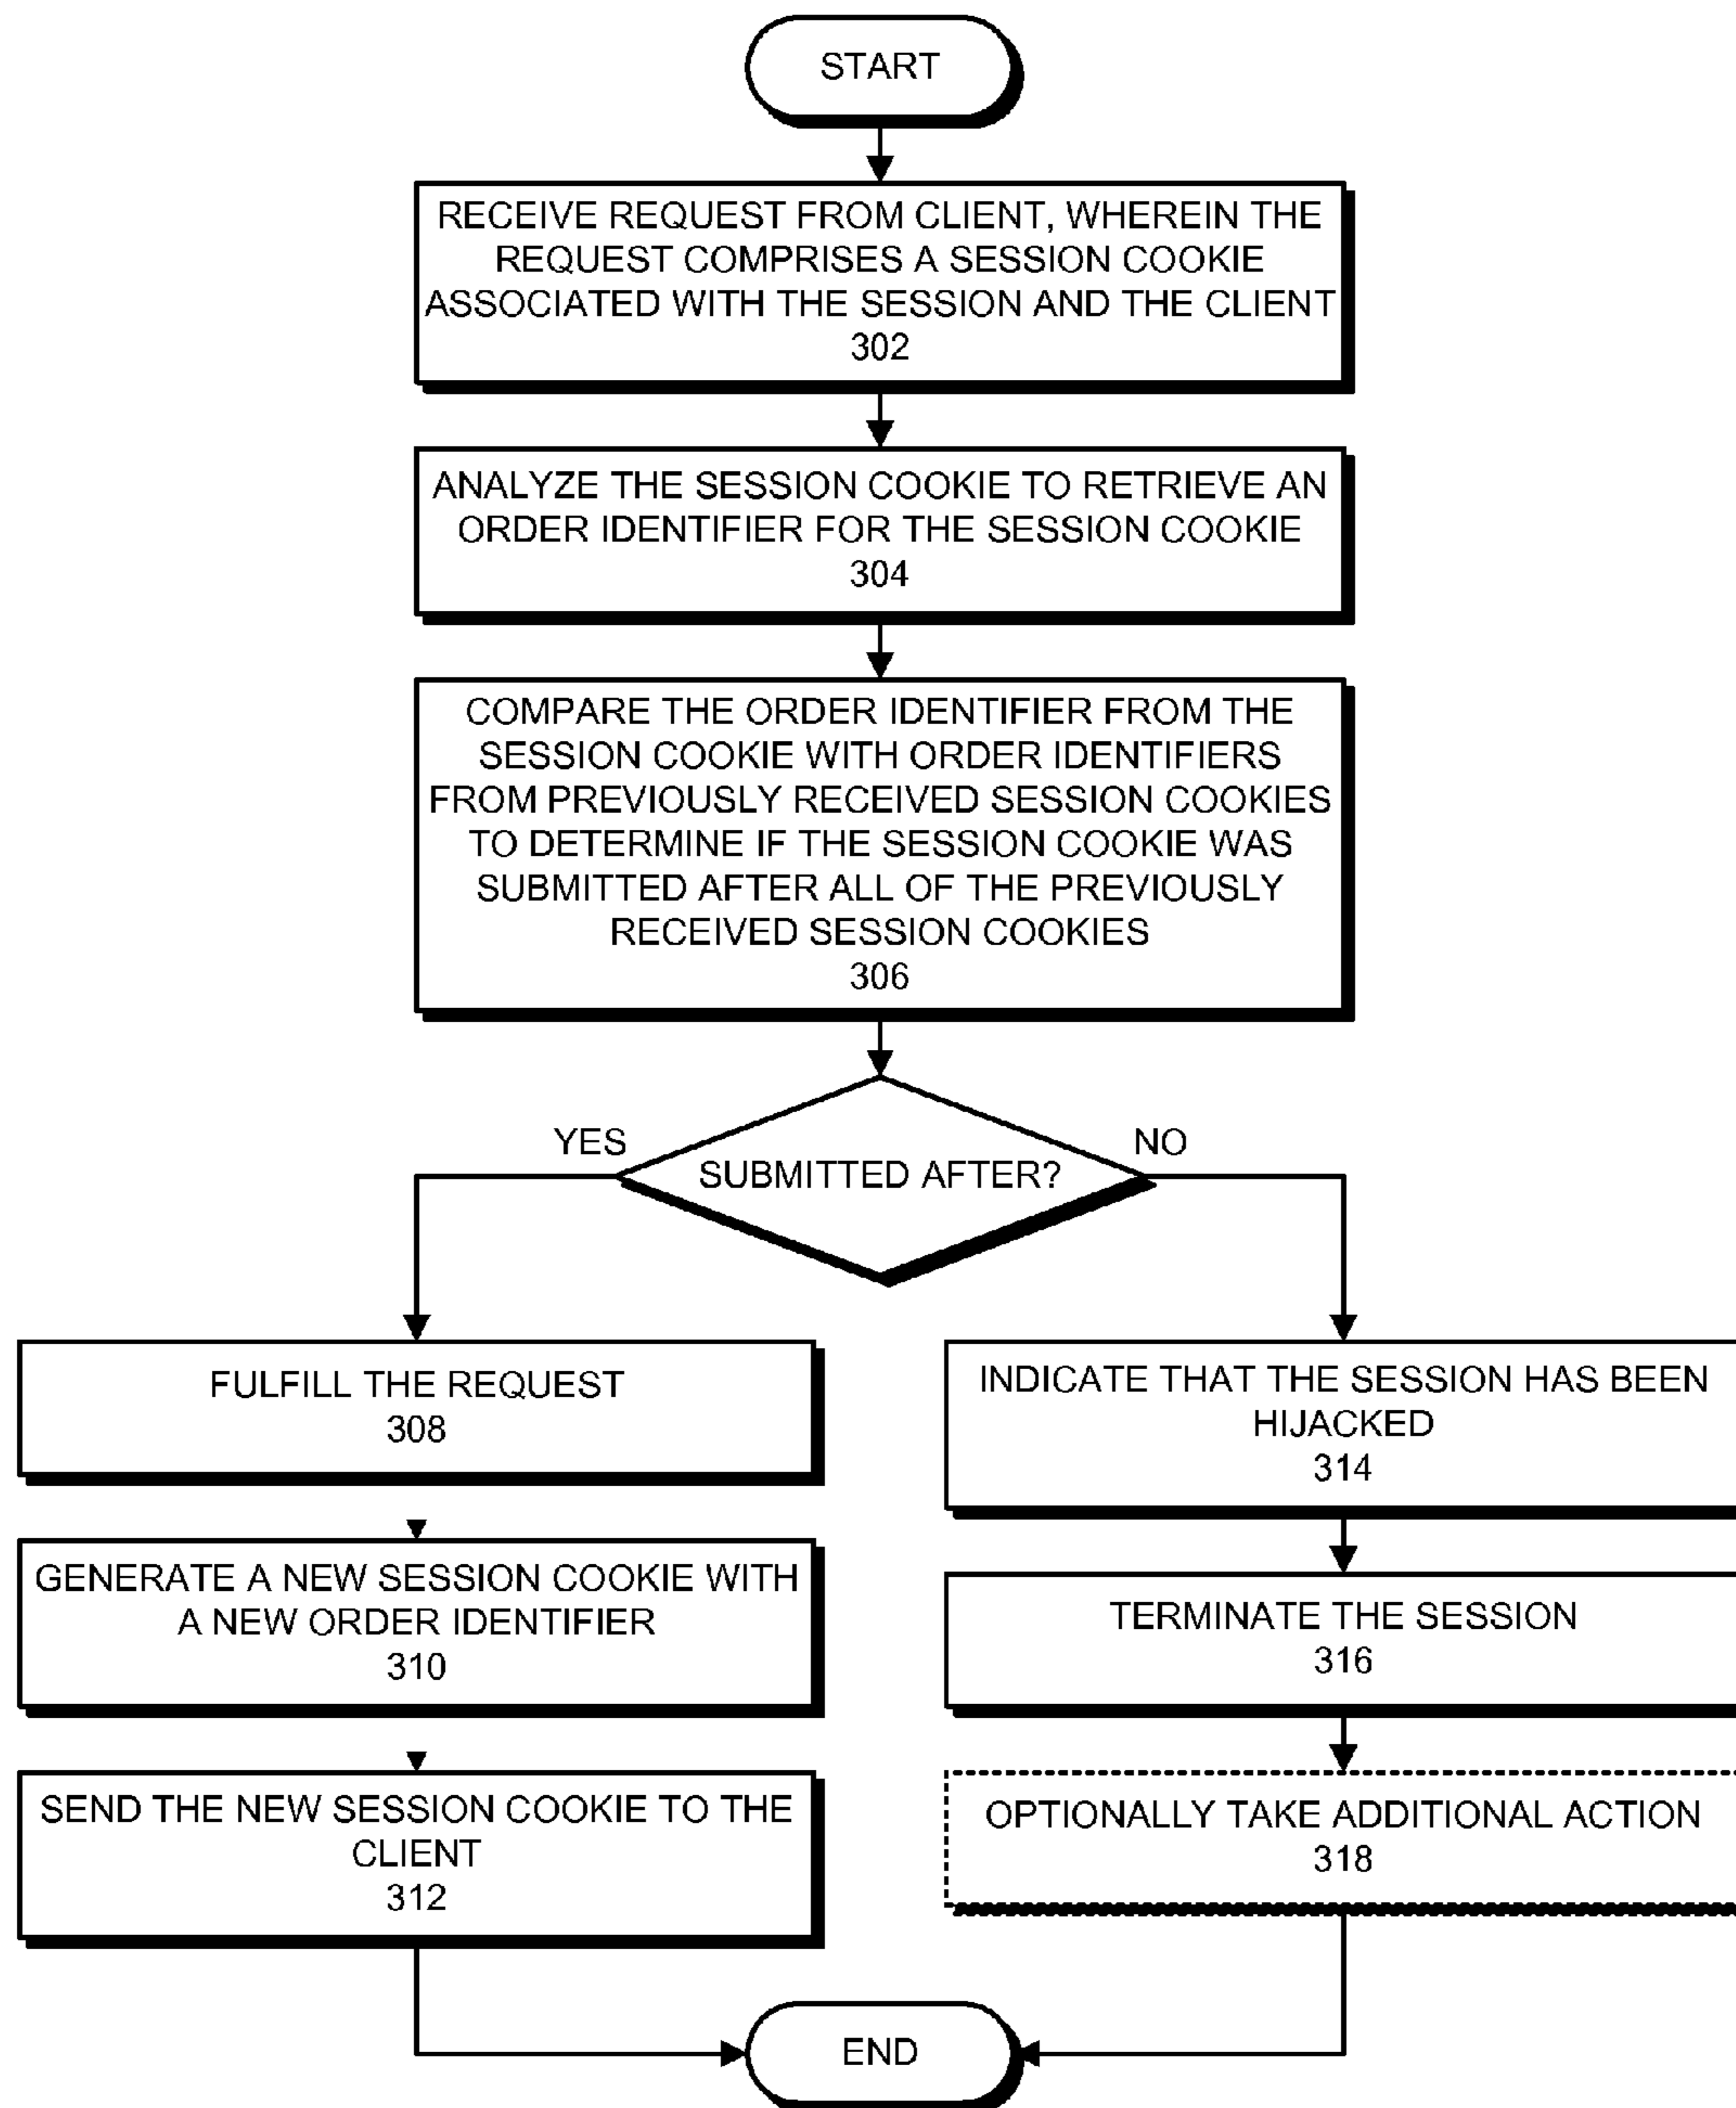 START
RECEIVE REQUEST FROM CLIENT, WHEREIN THE
REQUEST COMPRISES A SESSION COOKIE
ASSOCIATED WITH THE SESSION AND THE CLIENT
302
ANALYZE THE SESSION COOKIE TO RETRIEVE AN
ORDER IDENTIFIER FOR THE SESSION COOKIE
304
COMPARE THE ORDER IDENTIFIER FROM THE
SESSION COOKIE WITH ORDER IDENTIFIERS
FROM PREVIOUSLY RECEIVED SESSION COOKIES
TO DETERMINE IF THE SESSION COOKIE WAS
SUBMITTED AFTER ALL OF THE PREVIOUSLY
RECEIVED SESSION COOKIES
306
YES
NO
SUBMITTED AFTER?
FULFILL THE REQUEST
308
GENERATE A NEW SESSION COOKIE WITH
A NEW ORDER IDENTIFIER
310
SEND THE NEW SESSION COOKIE TO THE
CLIENT
312
INDICATE THAT THE SESSION HAS BEEN
HIJACKED
314
TERMINATE THE SESSION
316
OPTIONALLY TAKE ADDITIONAL ACTION
318
END